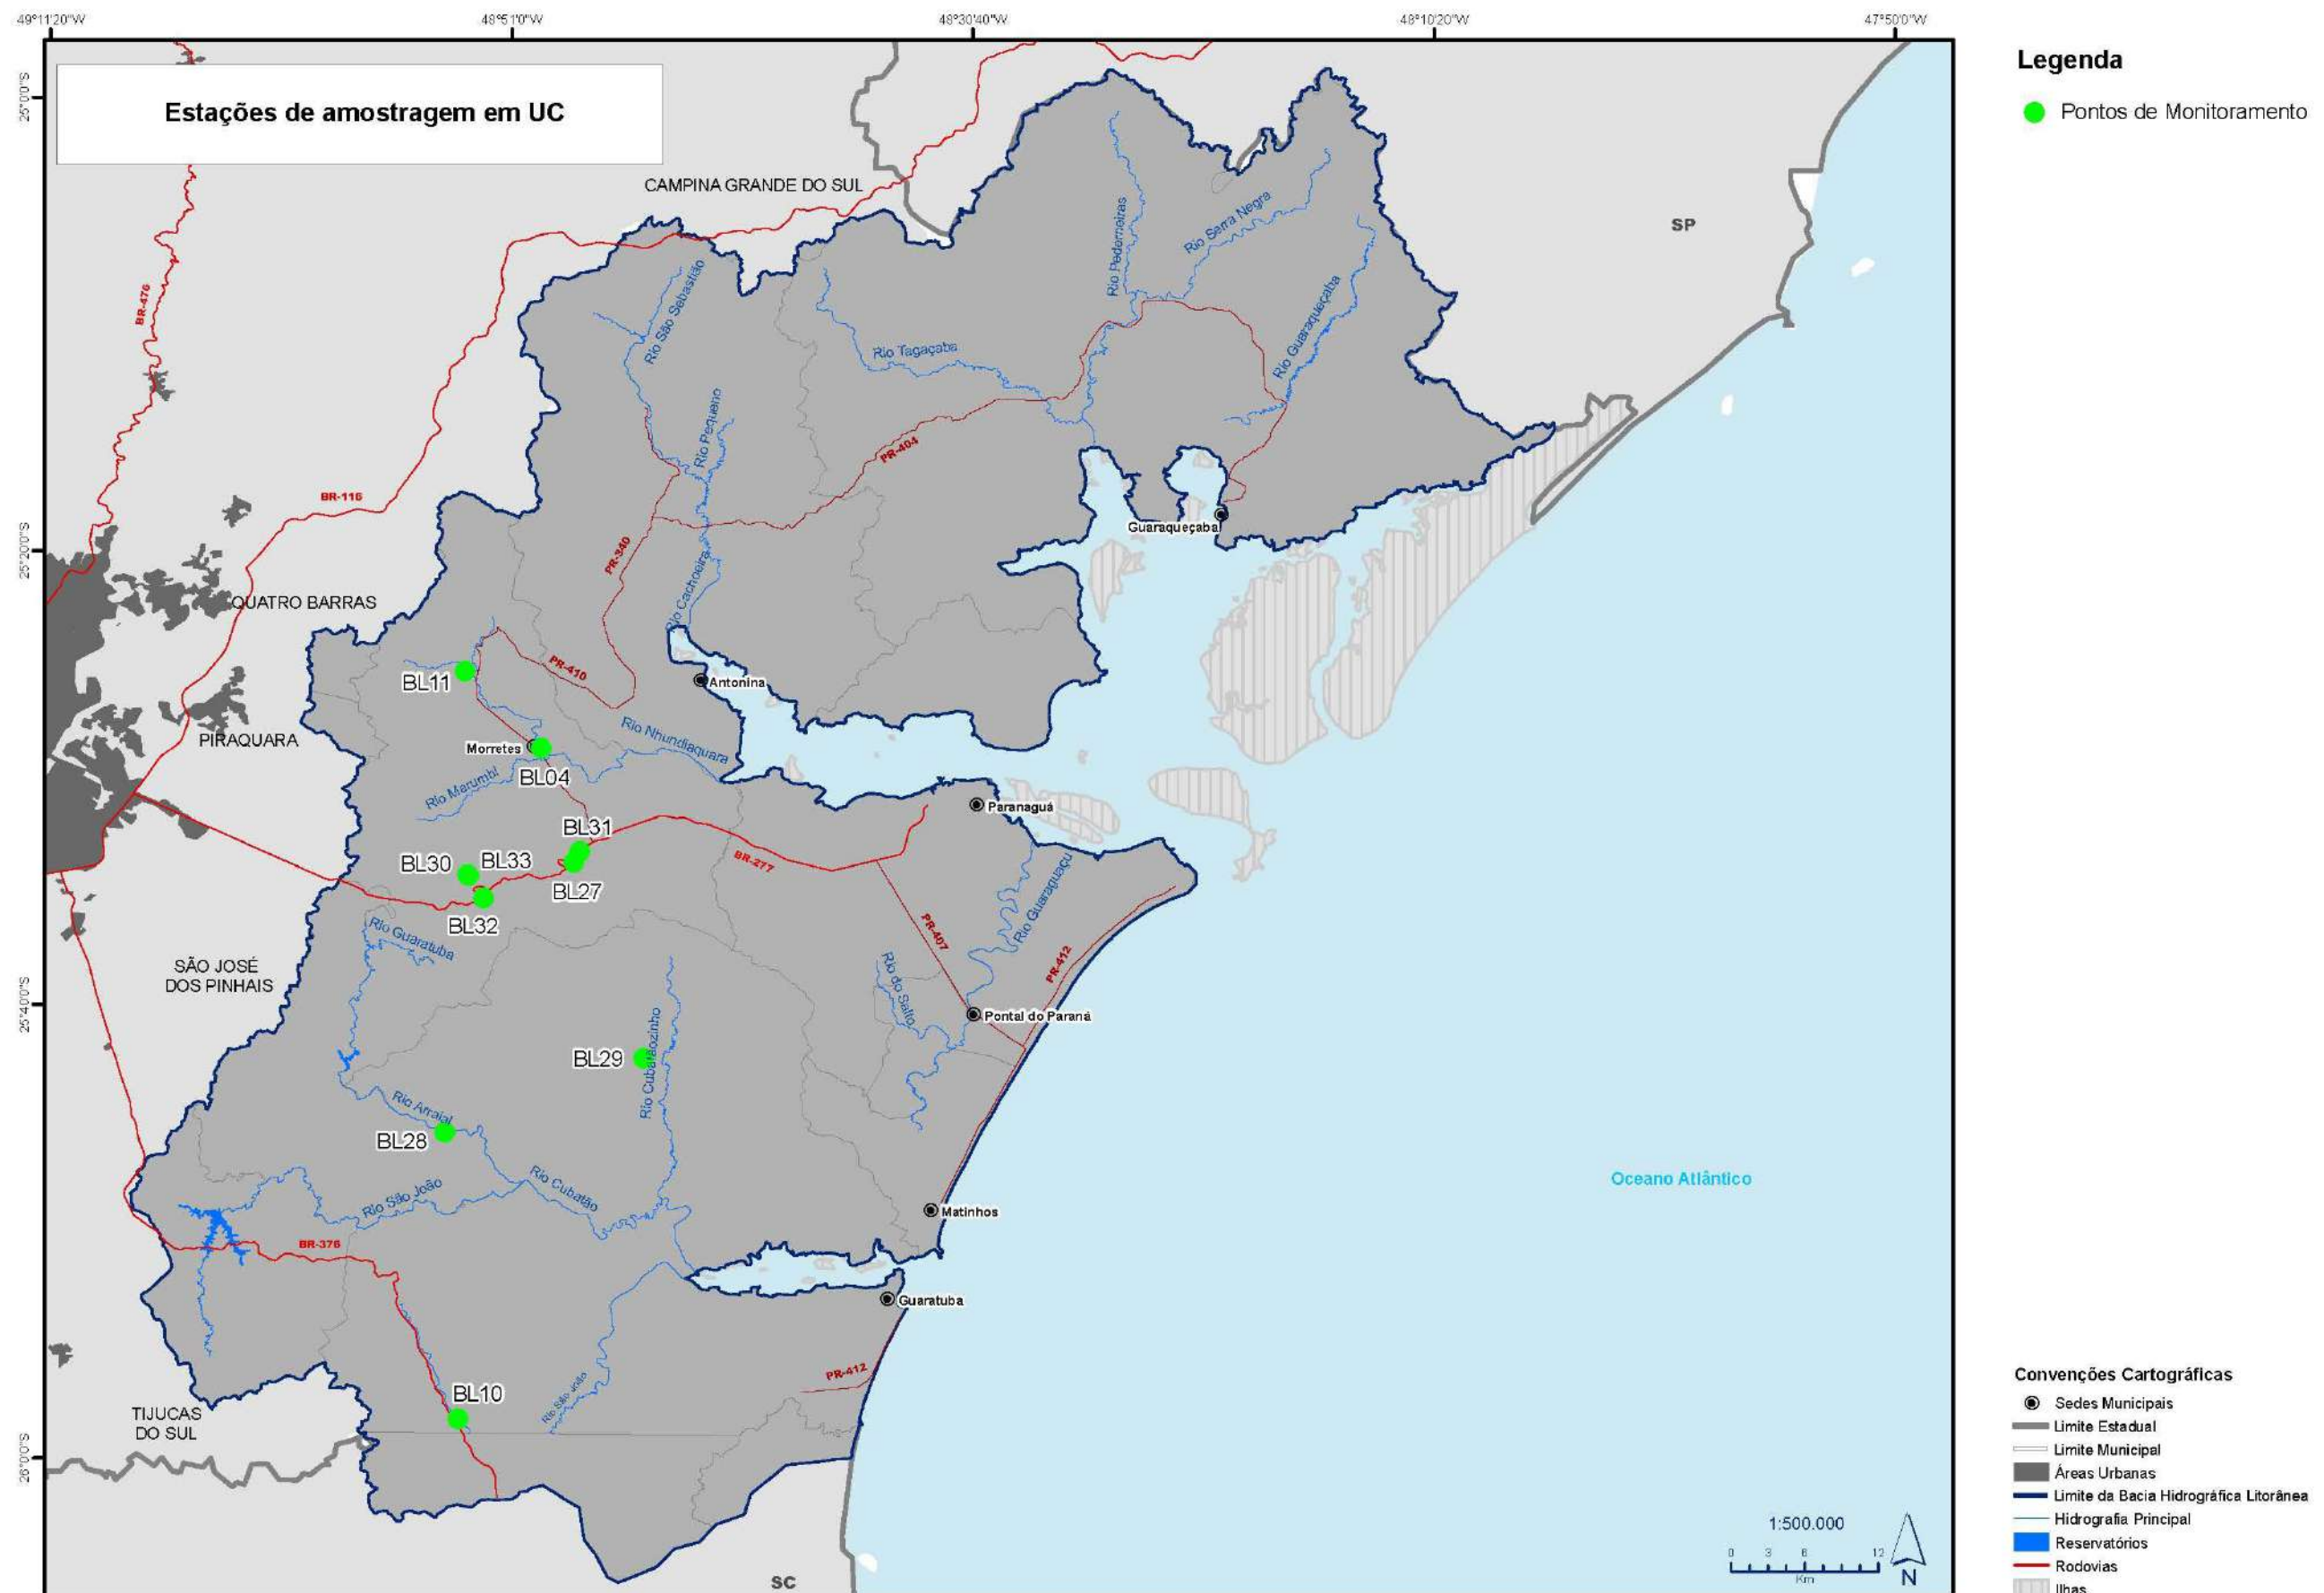 49°11'20"W
48°51'0"W
48°30'40"W
48°10'20"W
47°50'0"W
Legenda
Pontos de Monitoramento
25°0'0"S
Estações de amostragem em UC
CAMPINA GRANDE DO SUL
SP
Rio Pederneiras
Rio Serra Negra
Rio São Sebastião
BR-476
Rio Guaraqueçaba
Rio Tagaçaba
Rio Pequeno
PR-404
BR-116
Guaraqueçaba
25°20'0"S
PR-340
Rio Cachoeira
QUATRO BARRAS
PR-410
BL11
Antonina
PIRAQUARA
Rio Nhundiaquara
Morretes
BL04
Rio Marumbi
Paranaguá
BL31
BL30
BL33
BR-277
BL27
Rio Guaraguaçu
BL32
PR-407
Rio Guaratuba
PR-412
SÃO JOSÉ
DOS PINHAIS
Rio do Salto
25°40'0"S
Pontal do Paraná
BL29
Rio Cubatãozinho
Rio Arraial
BL28
Rio Cubatão
Oceano Atlântico
Rio São João
Matinhos
BR-376
Guaratuba
PR-412
Rio São João
BL10
TIJUCAS
DO SUL
26°0'0"S
SC
Convenções Cartográficas
Sedes Municipais
Limite Estadual
Limite Municipal
Áreas Urbanas
Limite da Bacia Hidrográfica Litorânea
Hidrografia Principal
Reservatórios
Rodovias
Ilhas
1:500.000
0 3 6 12
Km
N